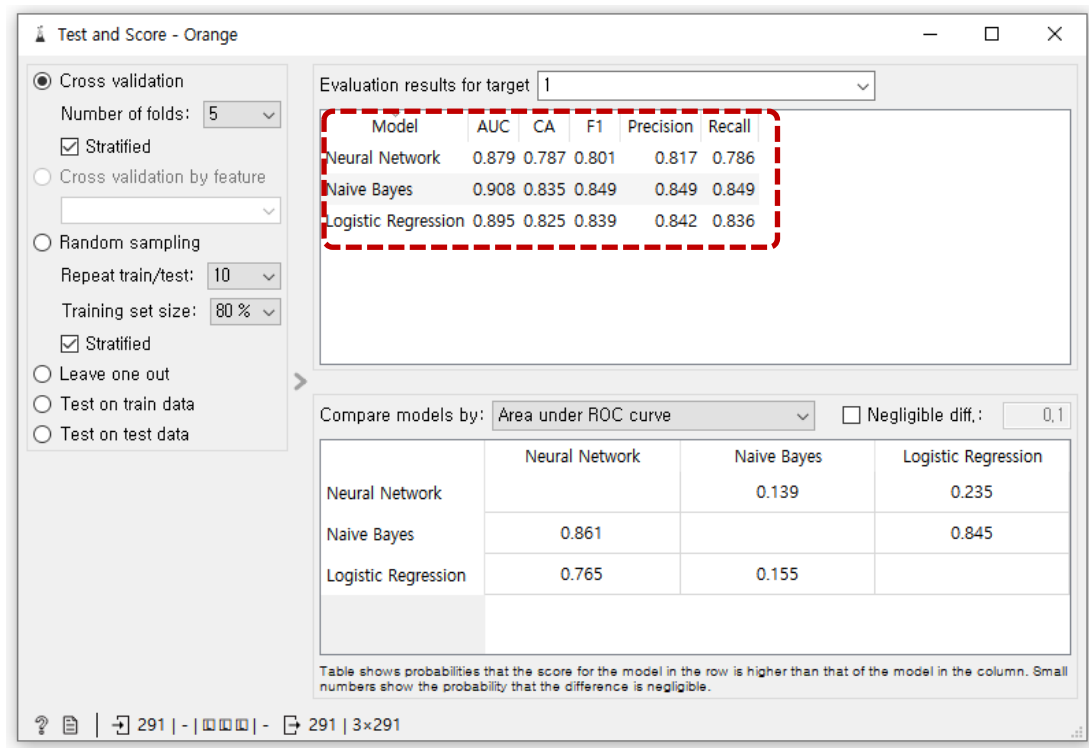 Test and Score - Orange
Cross validation
Number of folds: 5
Stratified
Cross validation by feature
Random sampling
Repeat train/test: 10
Training set size: 80 %
Stratified
Leave one out
Test on train data
Test on test data
Evaluation results for target 1
Model AUC CA F1 Precision Recall
Neural Network 0.879 0.787 0.801 0.817 0.786
Naive Bayes 0.908 0.835 0.849 0.849 0.849
Logistic Regression 0.895 0.825 0.839 0.842 0.836
Compare models by: Area under ROC curve Negligible diff.: 0.1
Neural Network Naive Bayes Logistic Regression
Neural Network 0.139 0.235
Naive Bayes 0.861 0.845
Logistic Regression 0.765 0.155
Table shows probabilities that the score for the model in the row is higher than that of the model in the column. Small
numbers show the probability that the difference is negligible.
? 291 | - | | - 291 | 3×291